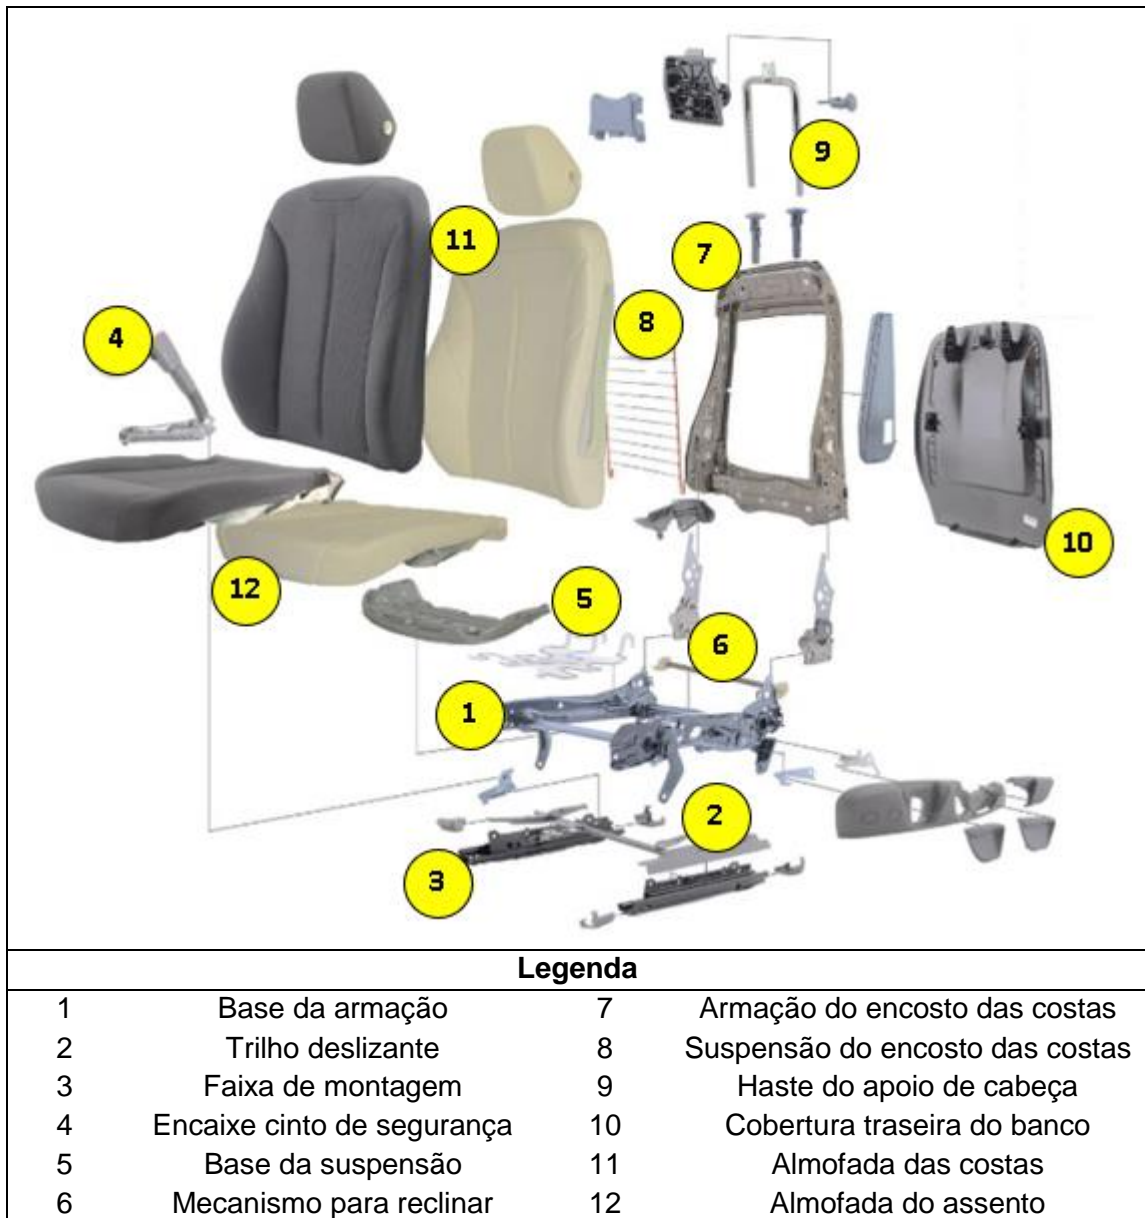 9
11
7
8
4
10
12
5
6
1
2
3
Legenda
1 Base da armação 7 Armação do encosto das costas
2 Trilho deslizante 8 Suspensão do encosto das costas
3 Faixa de montagem 9 Haste do apoio de cabeça
4 Encaixe cinto de segurança 10 Cobertura traseira do banco
5 Base da suspensão 11 Almofada das costas
6 Mecanismo para reclinar 12 Almofada do assento